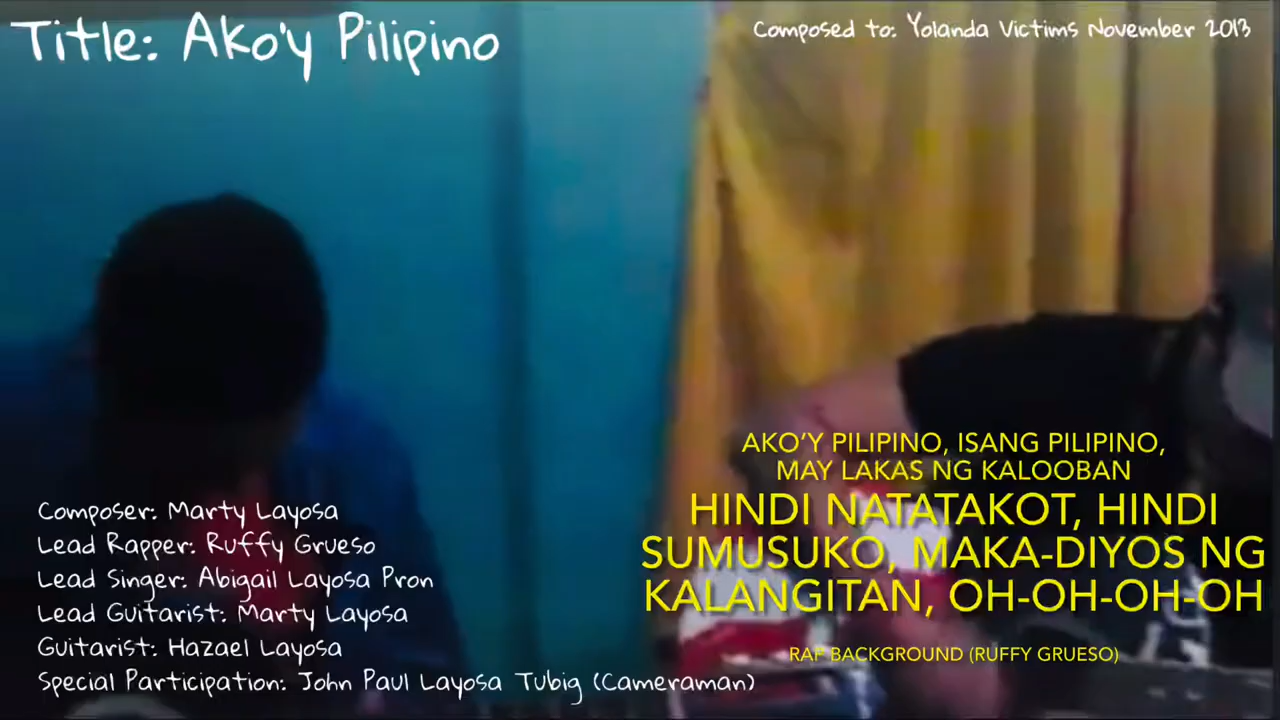 Title: Ako'y Pilipino
Composed to: Yolanda Victims November 2013
AKO'Y PILIPINO, ISANG PILIPINO,
MAY LAKAS NG KALOOBAN
HINDI NATATAKOT, HINDI
SUMUSUKO, MAKA-DIYOS NG
KALANGITAN, OH-OH-OH-OH
RAP BACKGROUND (RUFFY GRUESO)
Composer: Marty Layosa
Lead Rapper: Ruffy Grueso
Lead Singer: Abigail Layosa Pron
Lead Guitarist: Marty Layosa
Guitarist: Hazael Layosa
Special Participation: John Paul Layosa Tubig (Cameraman)